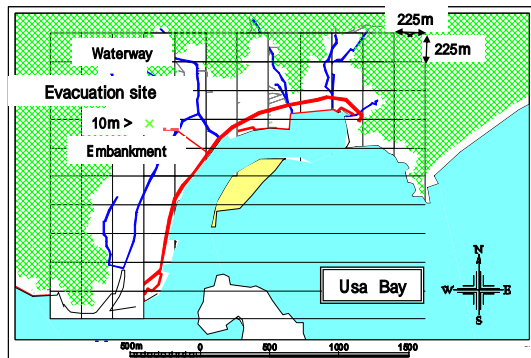 225m
225m
Waterway
Evacuation site
10m >
Embankment
Usa Bay
N
W E
S
500m 0 500 1000 1500